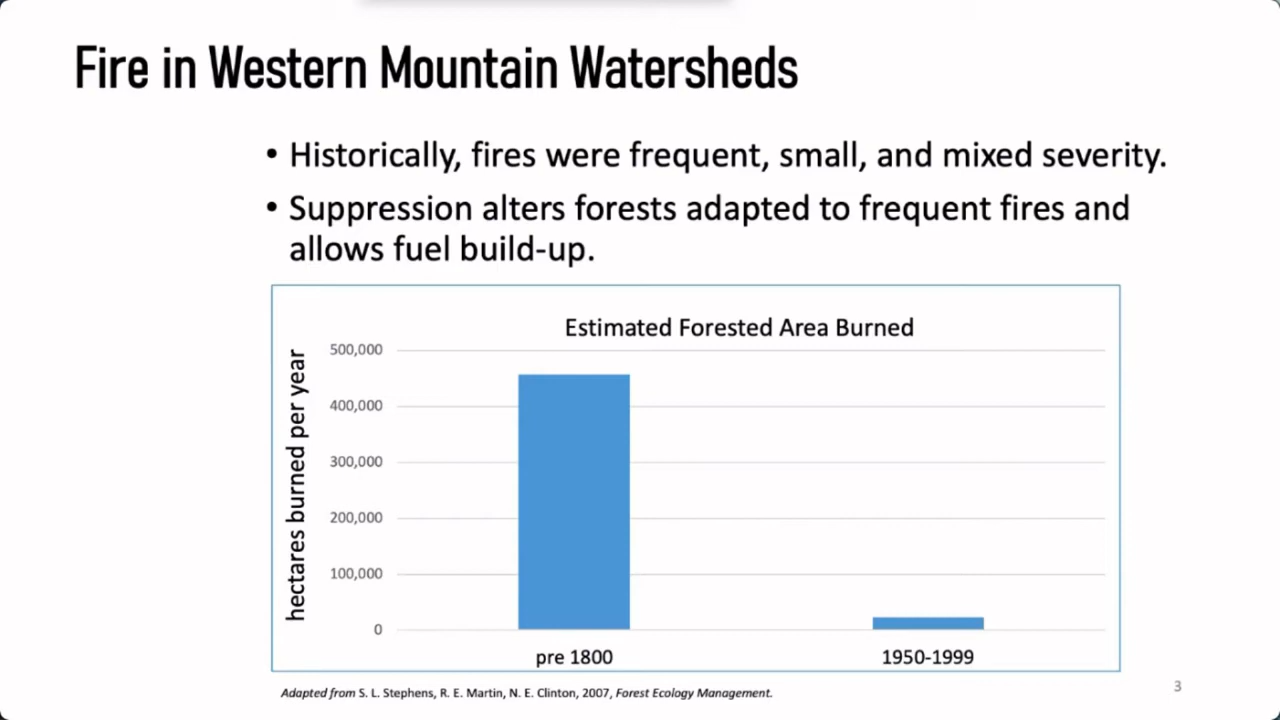 Fire in Western Mountain Watersheds
• Historically, fires were frequent, small, and mixed severity.
• Suppression alters forests adapted to frequent fires and
allows fuel build-up.
Estimated Forested Area Burned
hectares burned per year
500,000
400,000
300,000
200,000
100,000
0
pre 1800
1950-1999
Adapted from S. L. Stephens, R. E. Martin, N. E. Clinton, 2007, Forest Ecology Management.
3